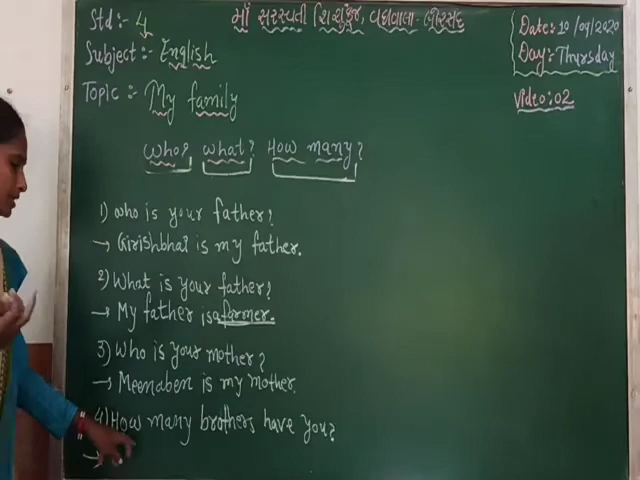 Std:- 4
માઁ સરસ્વતી શિશુકુંજ, વઘવાલા-બોરસદ
Date:- 10/09/2020
Subject:- English
Day:- Thursday
Topic:- My family
Video:02
Who? What? How many?
1) Who is your father?
→ Girishbhai is my father.
2) What is your father?
→ My father is a farmer.
3) Who is your mother?
→ Meenaben is my mother.
4) How many brothers have you?
→